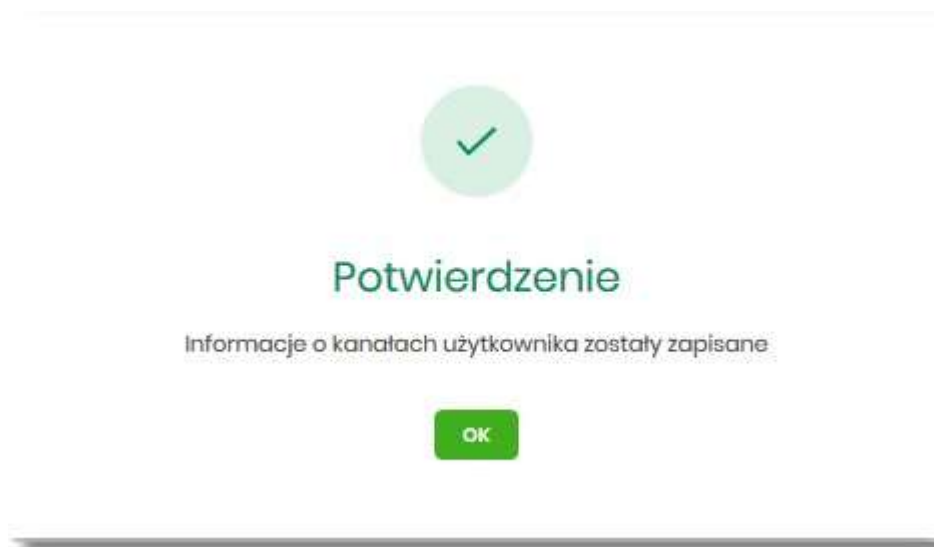 Potwierdzenie
Informacje o kanałach użytkownika zostały zapisane
OK